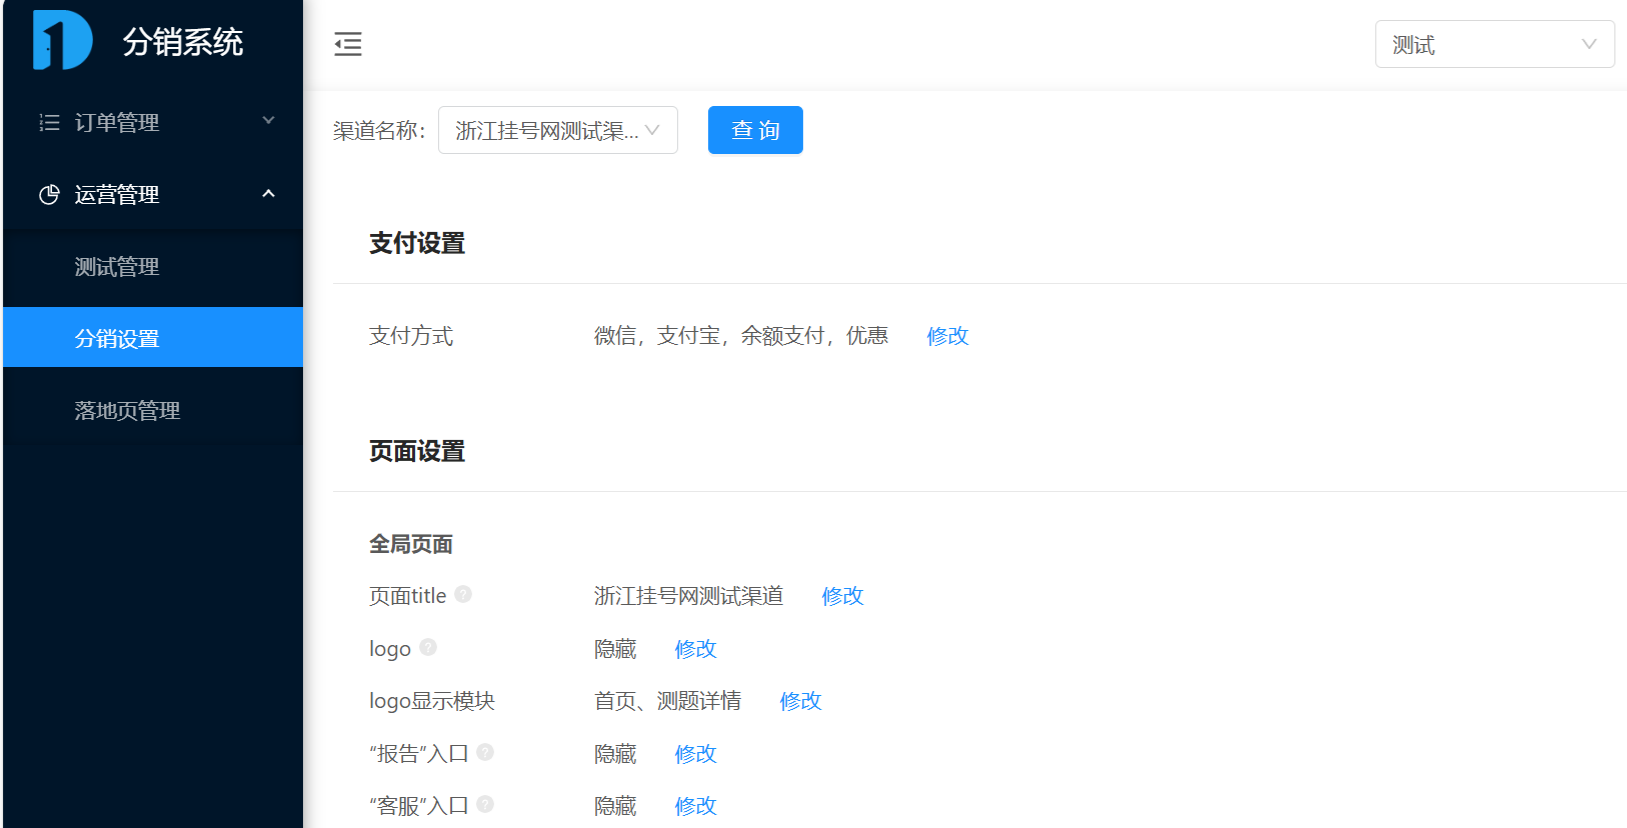 分销系统
测试
订单管理
渠道名称：
浙江挂号网测试渠...
查 询
运营管理
测试管理
分销设置
落地页管理
支付设置
支付方式
微信，支付宝，余额支付，优惠
修改
页面设置
全局页面
页面title
浙江挂号网测试渠道
修改
logo
隐藏
修改
logo显示模块
首页、测题详情
修改
“报告”入口
隐藏
修改
“客服”入口
隐藏
修改